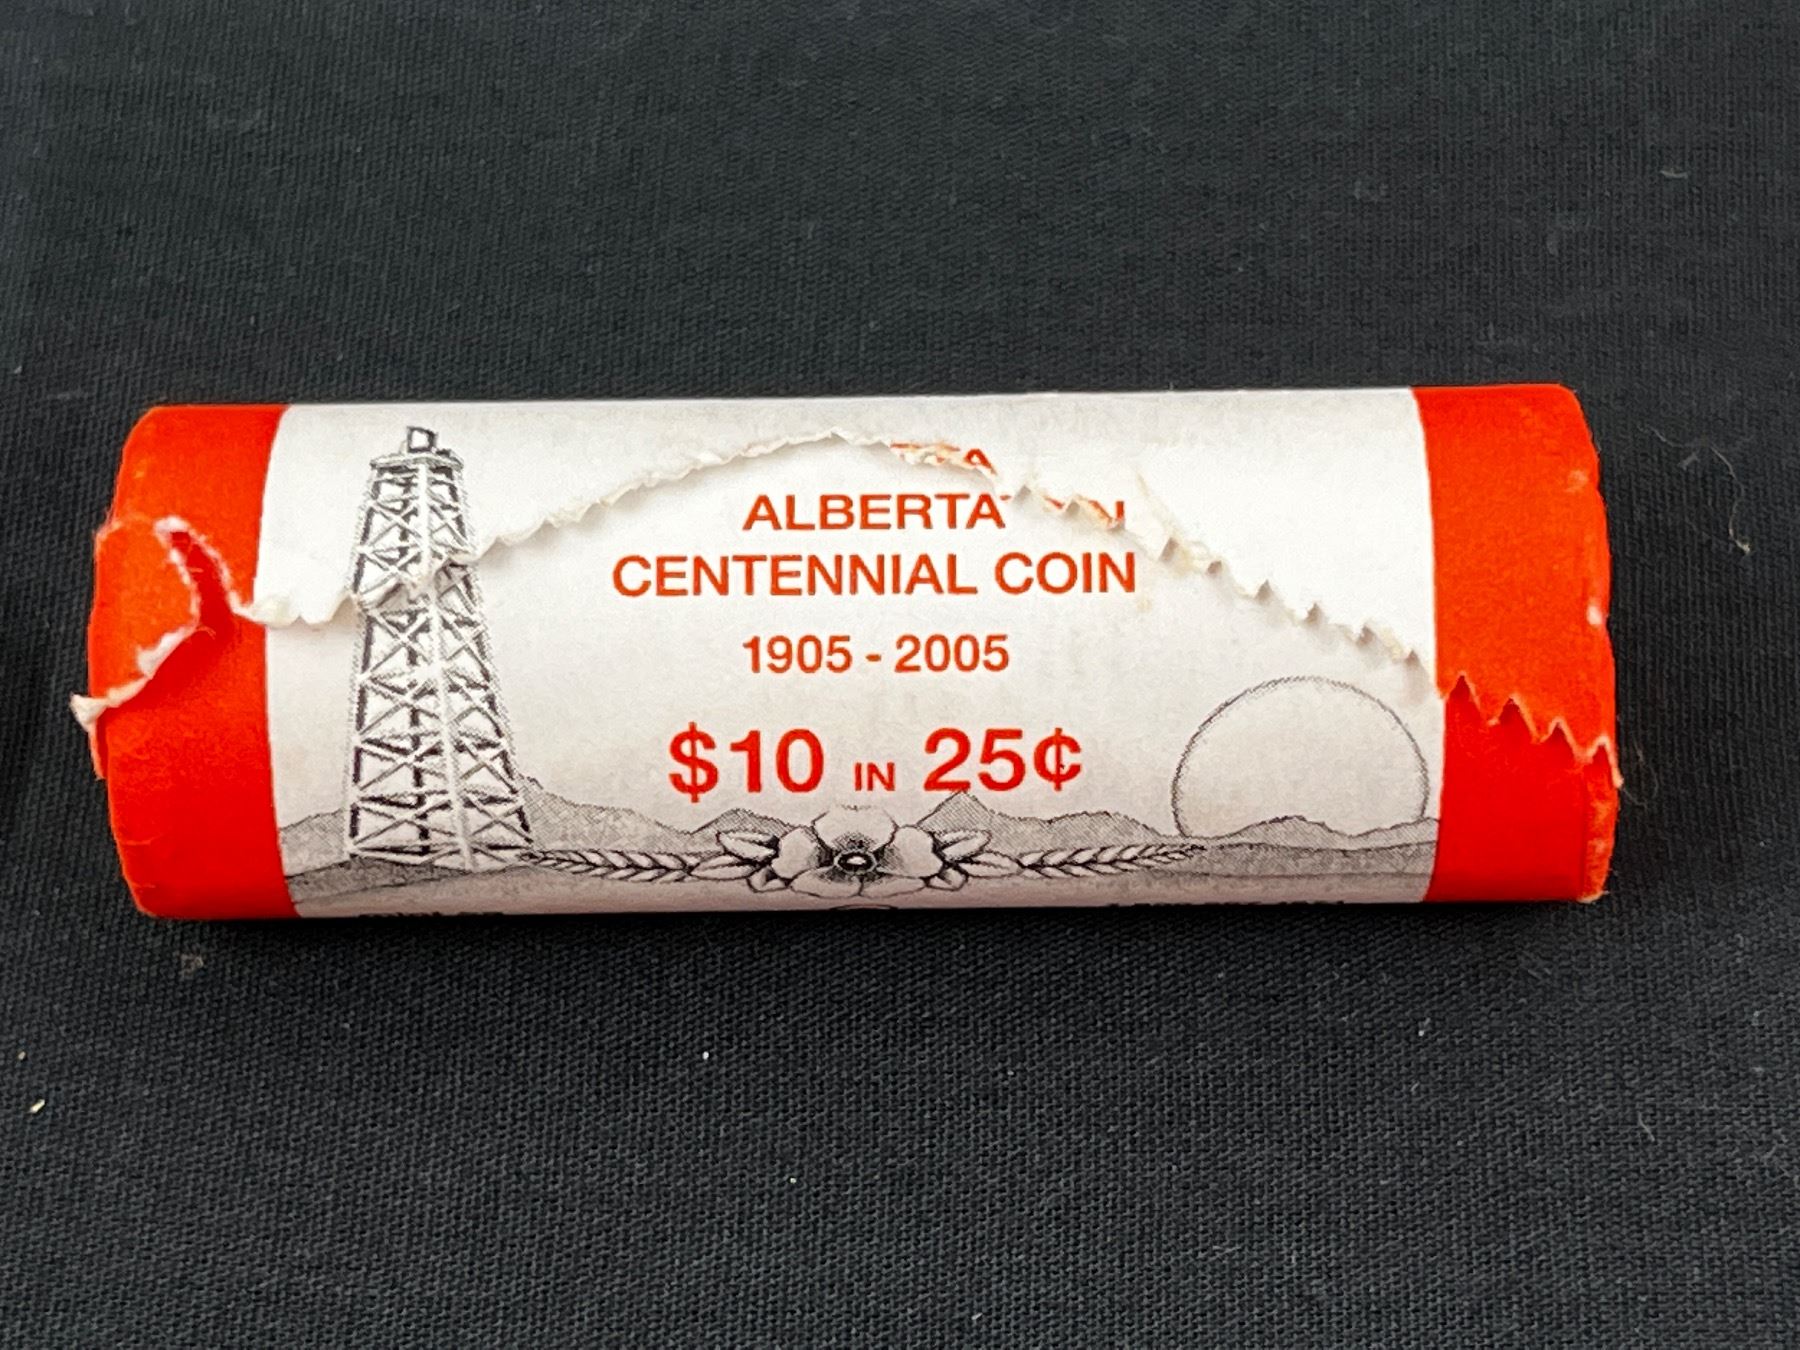 ALBERTA
CENTENNIAL COIN
1905 - 2005
$10 IN 25¢